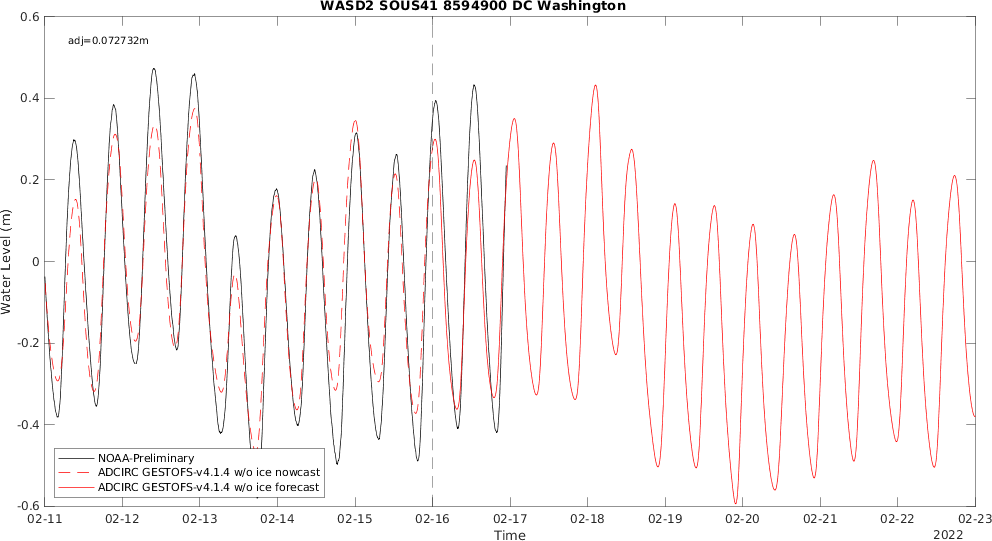 WASD2 SOUS41 8594900 DC Washington
0.6
adj=0.072732m
0.4
0.2
0
-0.2
-0.4
-0.6
Water Level (m)
NOAA-Preliminary
ADCIRC GESTOFS-v4.1.4 w/o ice nowcast
ADCIRC GESTOFS-v4.1.4 w/o ice forecast
02-11 02-12 02-13 02-14 02-15 02-16 02-17 02-18 02-19 02-20 02-21 02-22 02-23
Time
2022